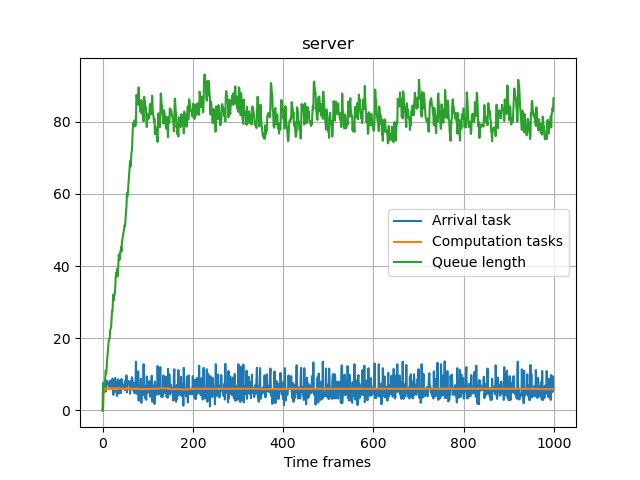 server
80
60
40
20
0
Arrival task
Computation tasks
Queue length
0 200 400 600 800 1000
Time frames